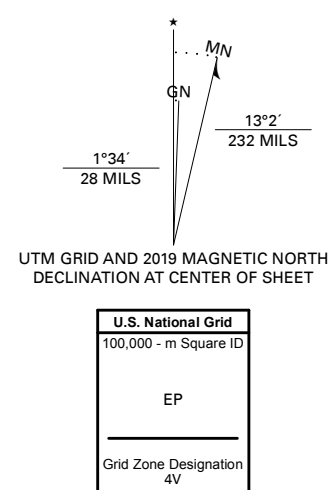 ★
MN
GN
13°2´
232 MILS
1°34´
28 MILS
UTM GRID AND 2019 MAGNETIC NORTH
DECLINATION AT CENTER OF SHEET
U.S. National Grid
100,000 - m Square ID
EP
Grid Zone Designation
4V